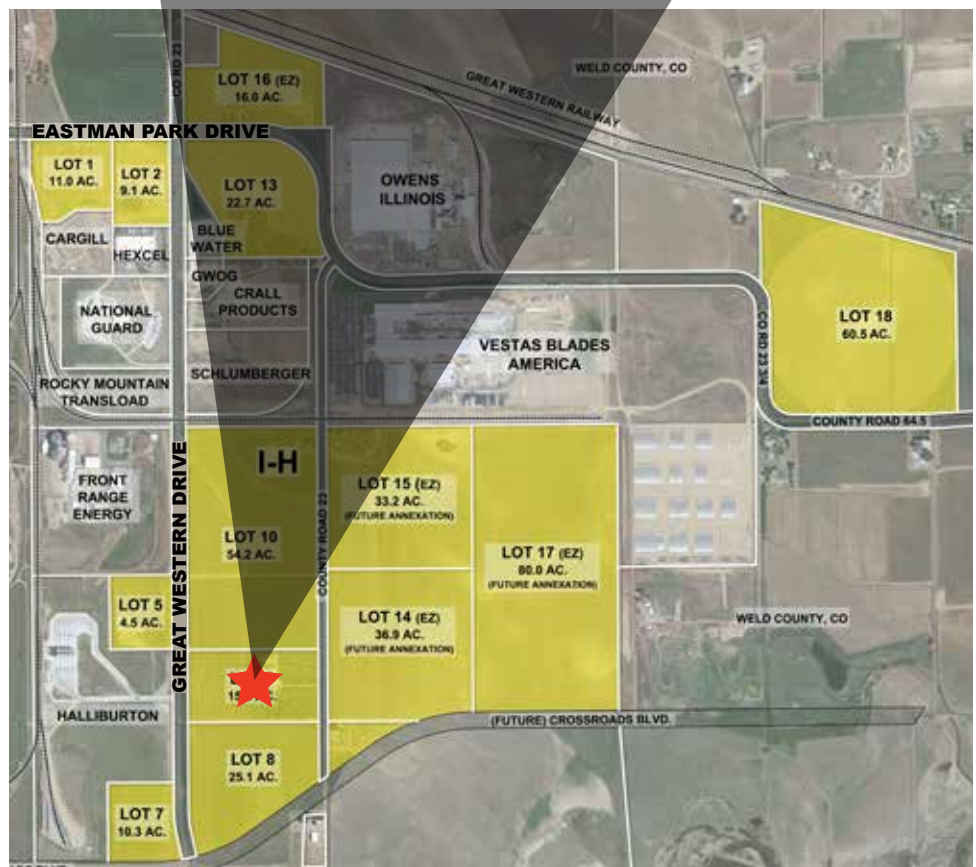 CO RD 23
LOT 16 (EZ)
16.0 AC.
WELD COUNTY, CO
GREAT WESTERN RAILWAY
EASTMAN PARK DRIVE
LOT 1
11.0 AC.
LOT 2
9.1 AC.
LOT 13
22.7 AC.
OWENS
ILLINOIS
CARGILL
HEXCEL
BLUE
WATER
GWOG
CRALL
PRODUCTS
NATIONAL
GUARD
LOT 18
60.5 AC.
VESTAS BLADES
AMERICA
CO RD 23 3/4
SCHLUMBERGER
ROCKY MOUNTAIN
TRANSLOAD
COUNTY ROAD 64.5
I-H
FRONT
RANGE
ENERGY
GREAT WESTERN DRIVE
COUNTY ROAD 23
LOT 15 (EZ)
33.2 AC.
(FUTURE ANNEXATION)
LOT 10
54.2 AC.
LOT 17 (EZ)
80.0 AC.
(FUTURE ANNEXATION)
LOT 5
4.5 AC.
LOT 14 (EZ)
36.9 AC.
(FUTURE ANNEXATION)
WELD COUNTY, CO
HALLIBURTON
(FUTURE) CROSSROADS BLVD.
LOT 8
25.1 AC.
LOT 7
10.3 AC.